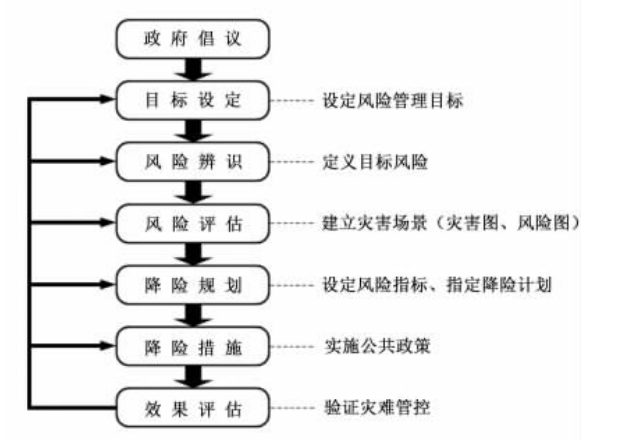 政府倡议
目标设定 设定风险管理目标
风险辨识 定义目标风险
风险评估 建立灾害场景（灾害图、风险图）
降险规划 设定风险指标、指定降险计划
降险措施 实施公共政策
效果评估 验证灾难管控